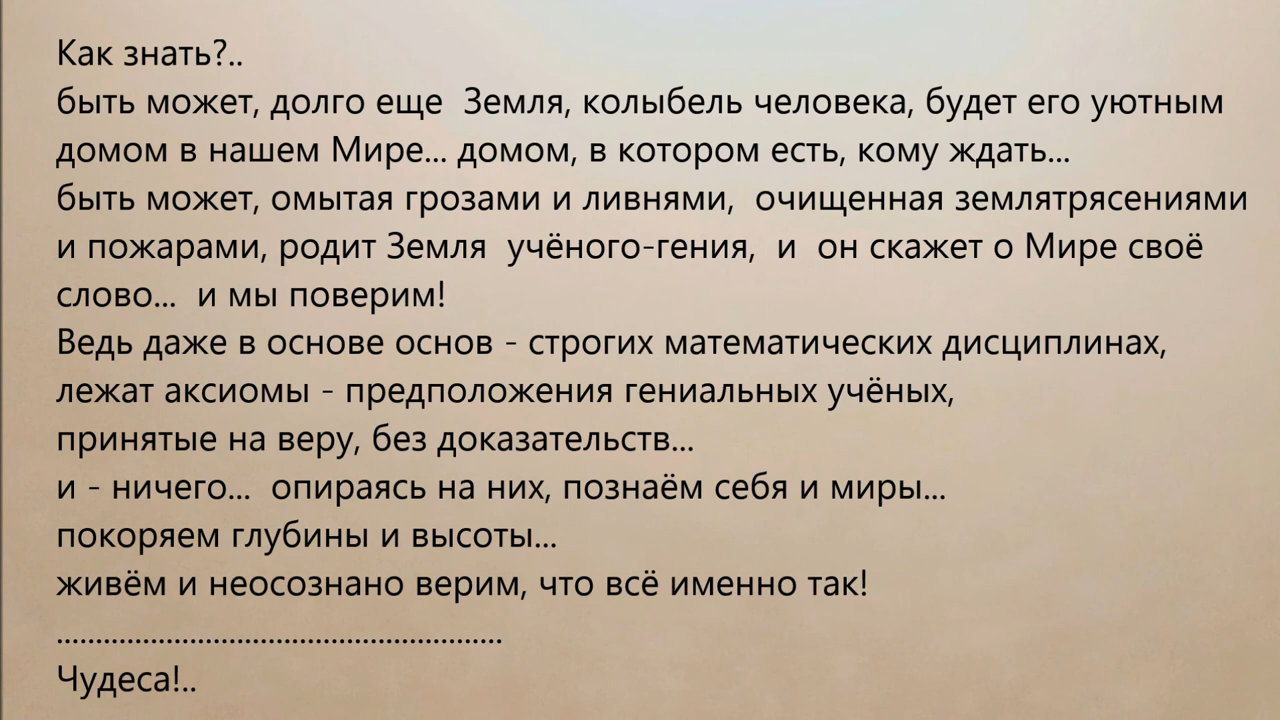 Как знать?..
быть может, долго еще  Земля, колыбель человека, будет его уютным
домом в нашем Мире... домом, в котором есть, кому ждать...
быть может, омытая грозами и ливнями,  очищенная землятрясениями
и пожарами, родит Земля  учёного-гения,  и  он скажет о Мире своё
слово...  и мы поверим!
Ведь даже в основе основ - строгих математических дисциплинах,
лежат аксиомы - предположения гениальных учёных,
принятые на веру, без доказательств...
и - ничего...  опираясь на них, познаём себя и миры...
покоряем глубины и высоты...
живём и неосознано верим, что всё именно так!
.........................................................
Чудеса!..